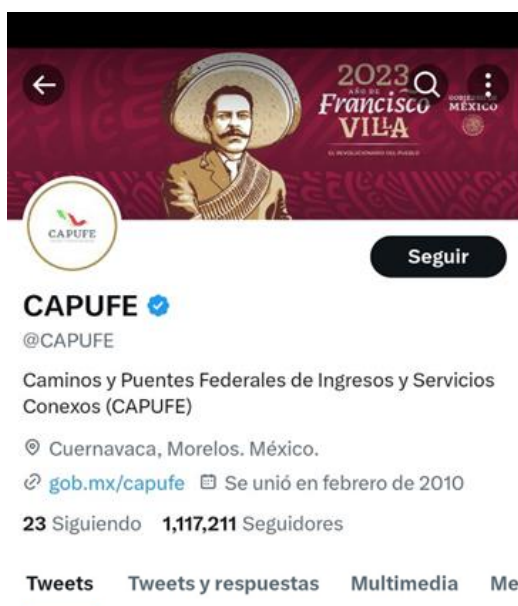 2023
AÑO DE
Francisco
VILLA
EL REVOLUCIONARIO DEL PUEBLO
GOBIERNO DE
MÉXICO
CAPUFE
Seguir
CAPUFE
@CAPUFE
Caminos y Puentes Federales de Ingresos y Servicios
Conexos (CAPUFE)
Cuernavaca, Morelos. México.
gob.mx/capufe Se unió en febrero de 2010
23 Siguiendo 1,117,211 Seguidores
Tweets Tweets y respuestas Multimedia Me